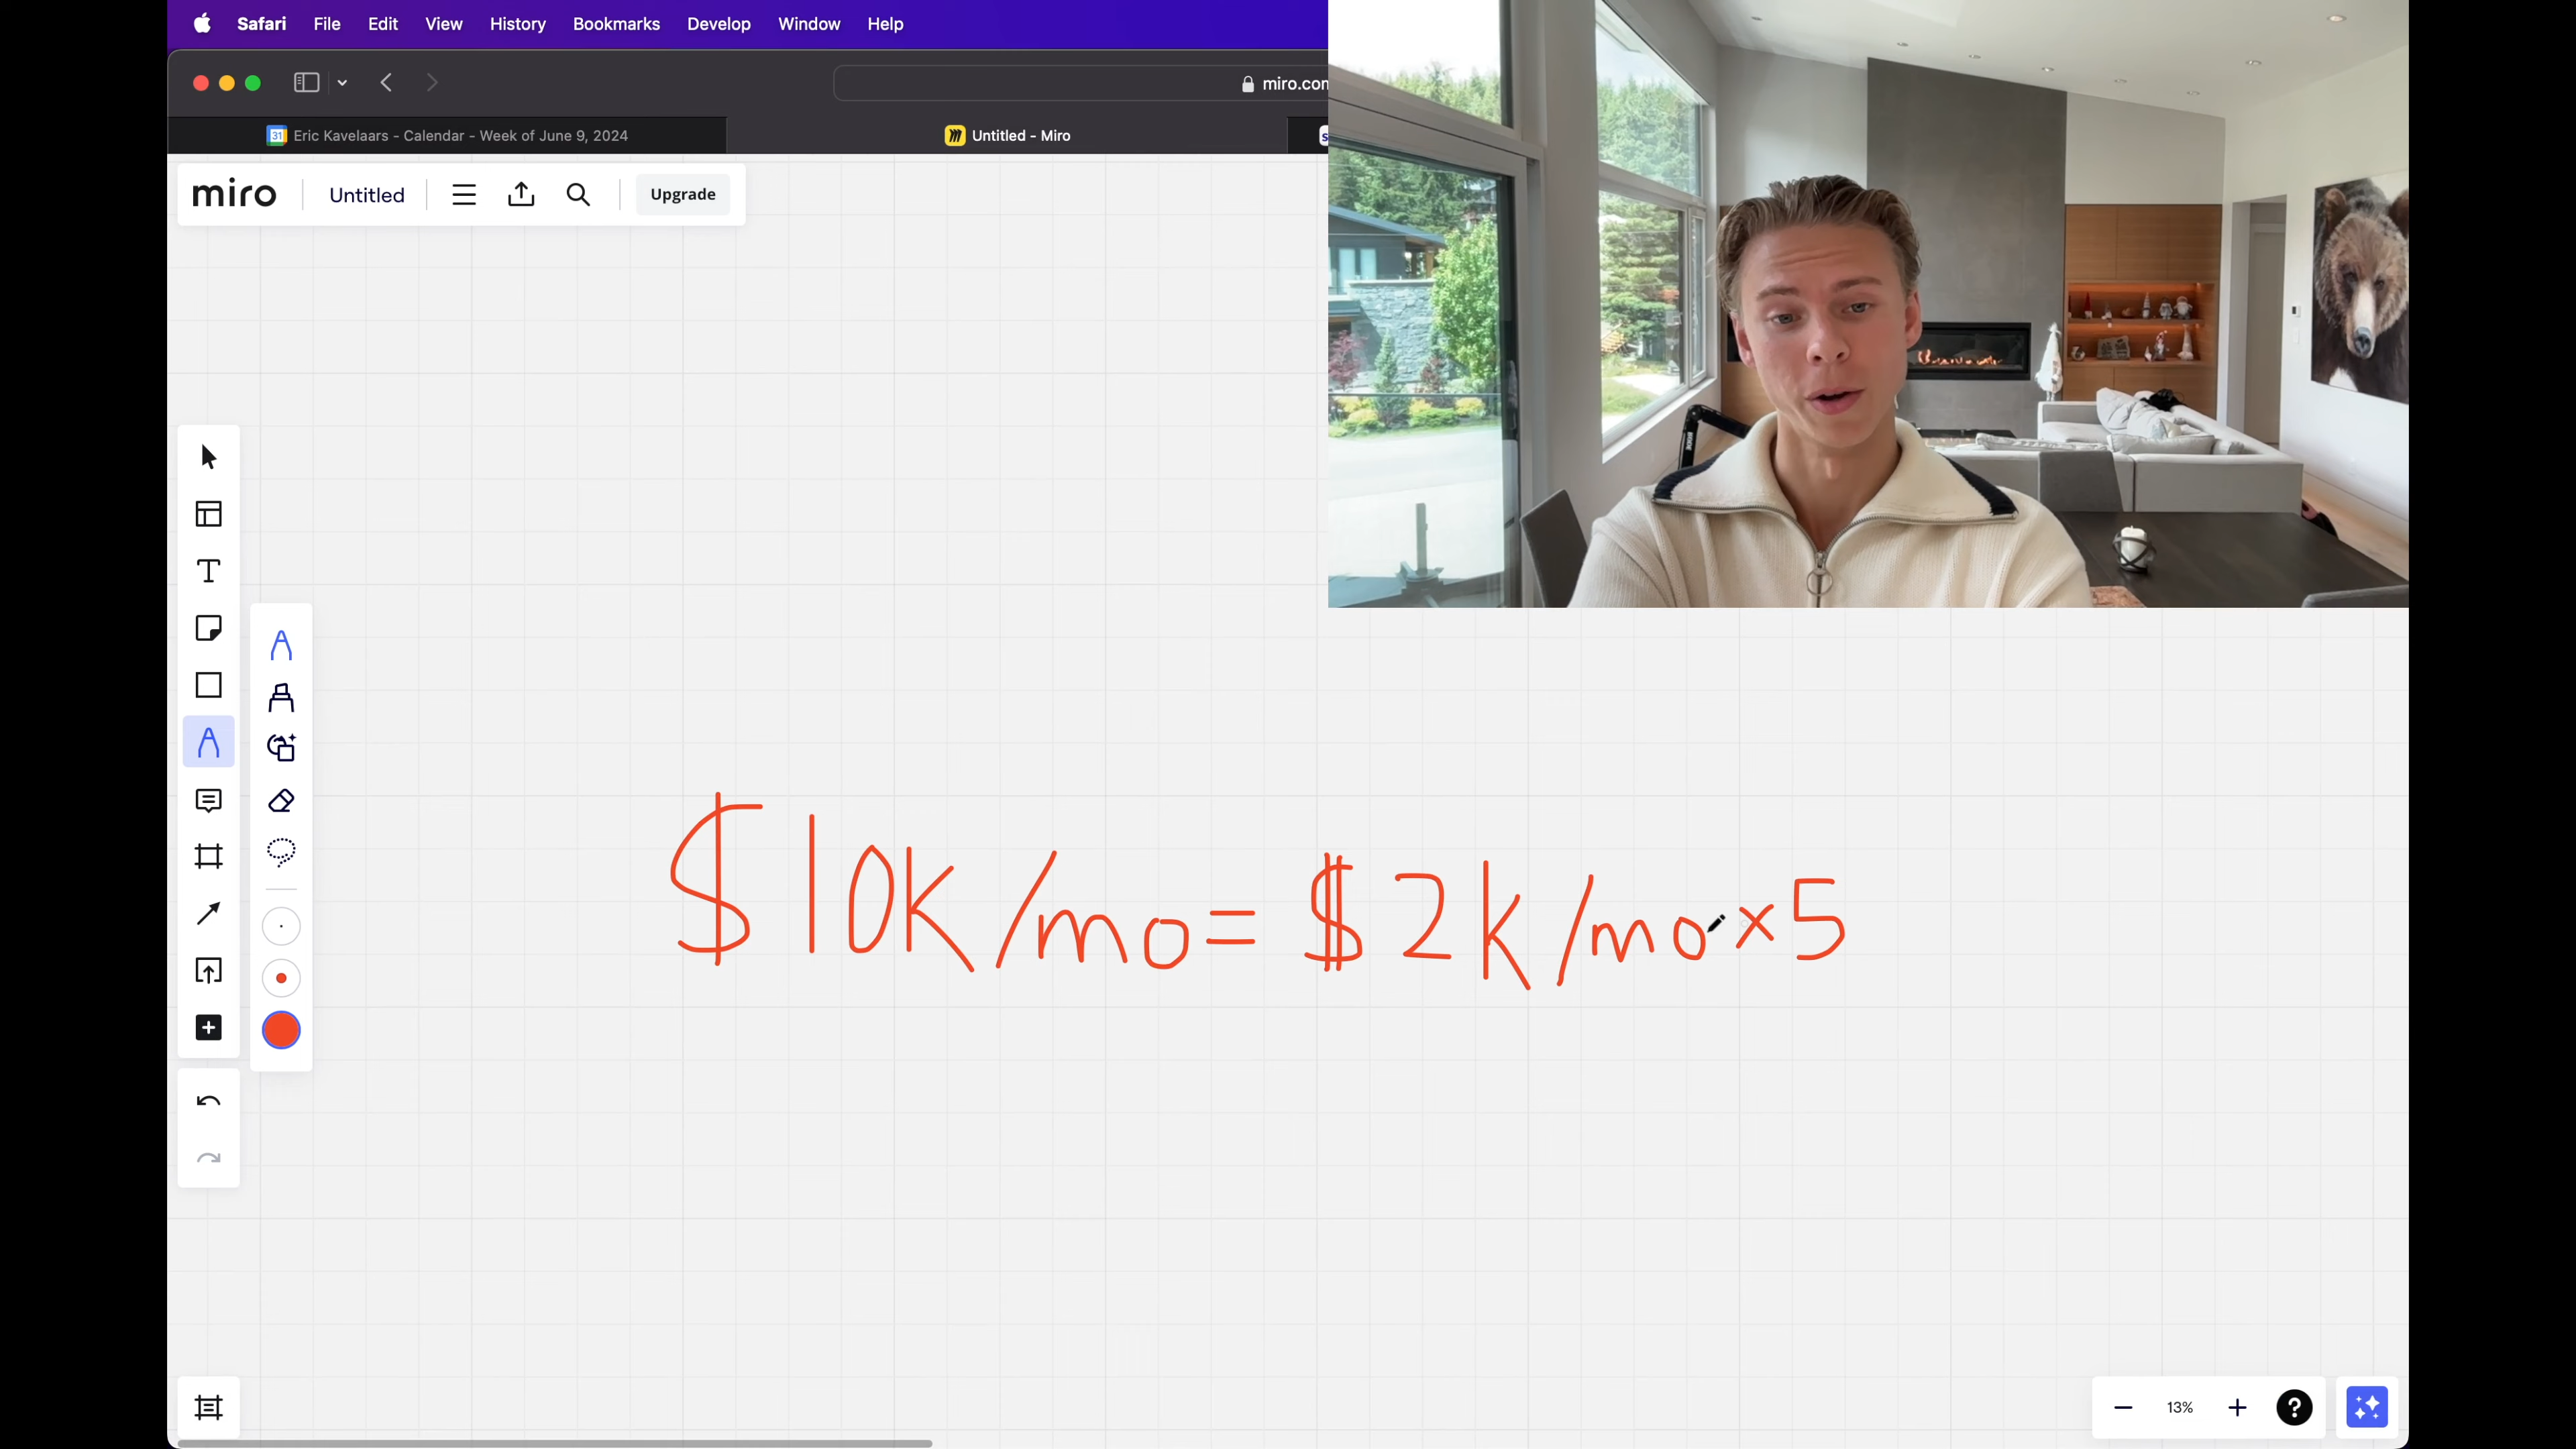 Safari File Edit View History Bookmarks Develop Window Help
miro.com
31 Eric Kavelaars - Calendar - Week of June 9, 2024
Untitled - Miro
miro Untitled Upgrade
$10K/mo = $2K/mo x 5
13%